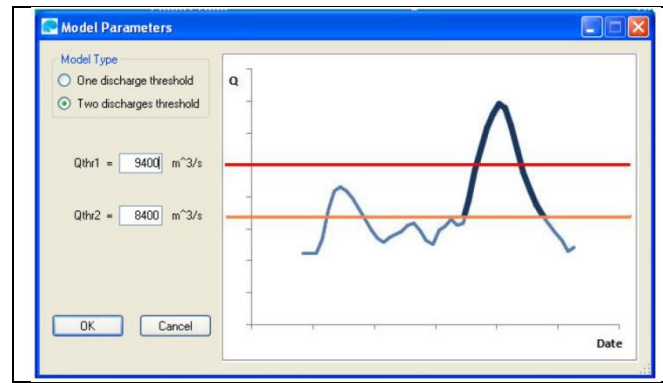 Model Parameters
Model Type
One discharge threshold
Two discharges threshold
Qthr1 = 9400 m^3/s
Qthr2 = 8400 m^3/s
OK Cancel
Q
Date